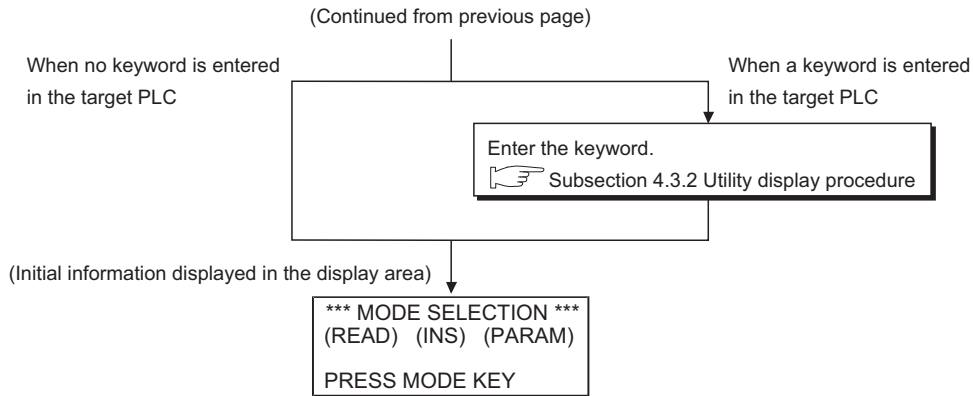 (Continued from previous page)
When no keyword is entered
in the target PLC
When a keyword is entered
in the target PLC
Enter the keyword.
Subsection 4.3.2 Utility display procedure
(Initial information displayed in the display area)
*** MODE SELECTION ***
(READ) (INS) (PARAM)
PRESS MODE KEY